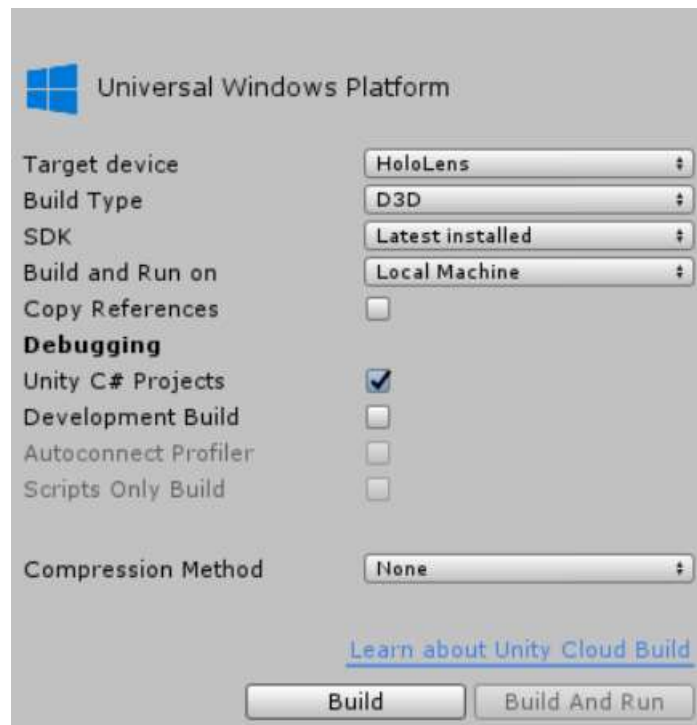 Universal Windows Platform
Target device HoloLens
Build Type D3D
SDK Latest installed
Build and Run on Local Machine
Copy References
Debugging
Unity C# Projects
Development Build
Autoconnect Profiler
Scripts Only Build
Compression Method None
Learn about Unity Cloud Build
Build Build And Run